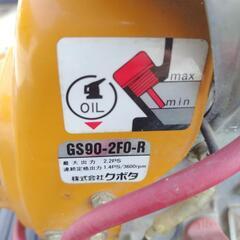 max
OIL
min
GS90-2F0-R
最大出力 2.2PS
連続定格出力 1.4PS/3600rpm
株式会社クボタ